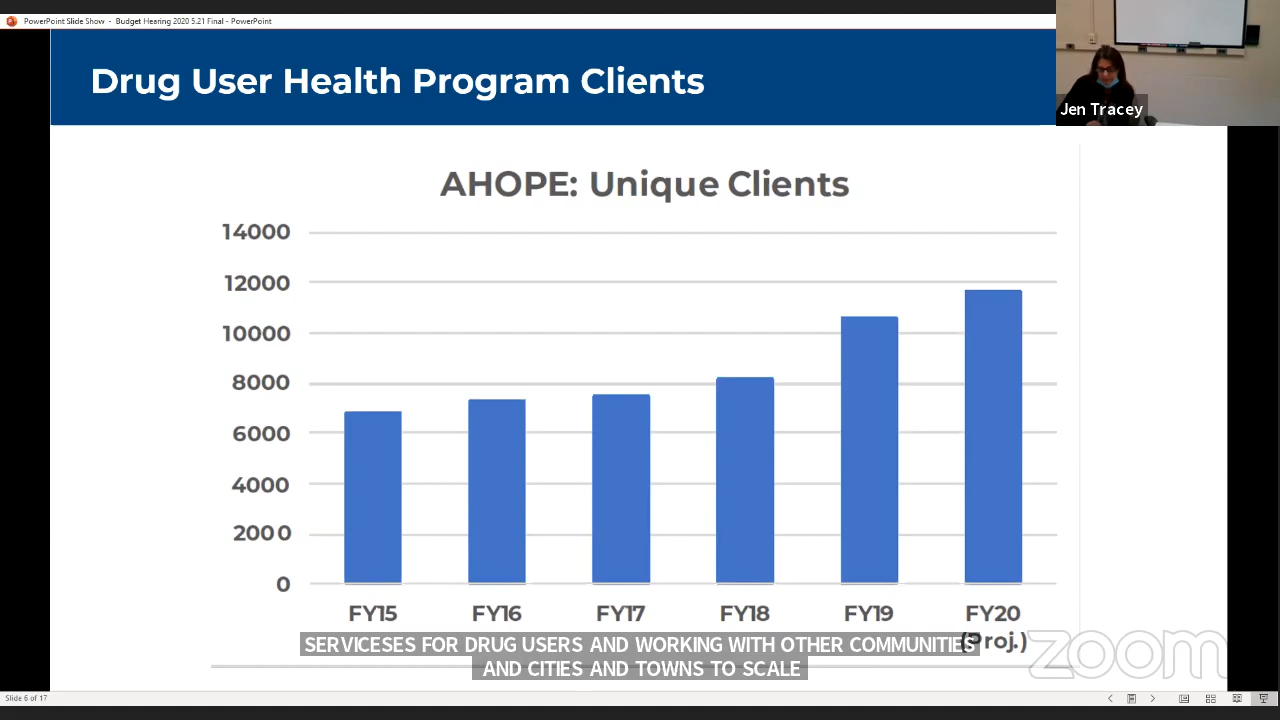 PowerPoint Slide Show - Budget Hearing 2020 5.21 Final - PowerPoint
Drug User Health Program Clients
Jen Tracey
AHOPE: Unique Clients
14000
12000
10000
8000
6000
4000
2000
0
FY15 FY16 FY17 FY18 FY19 FY20
(Proj.)
SERVICESES FOR DRUG USERS AND WORKING WITH OTHER COMMUNITIES
AND CITIES AND TOWNS TO SCALE
zoom
Slide 6 of 17